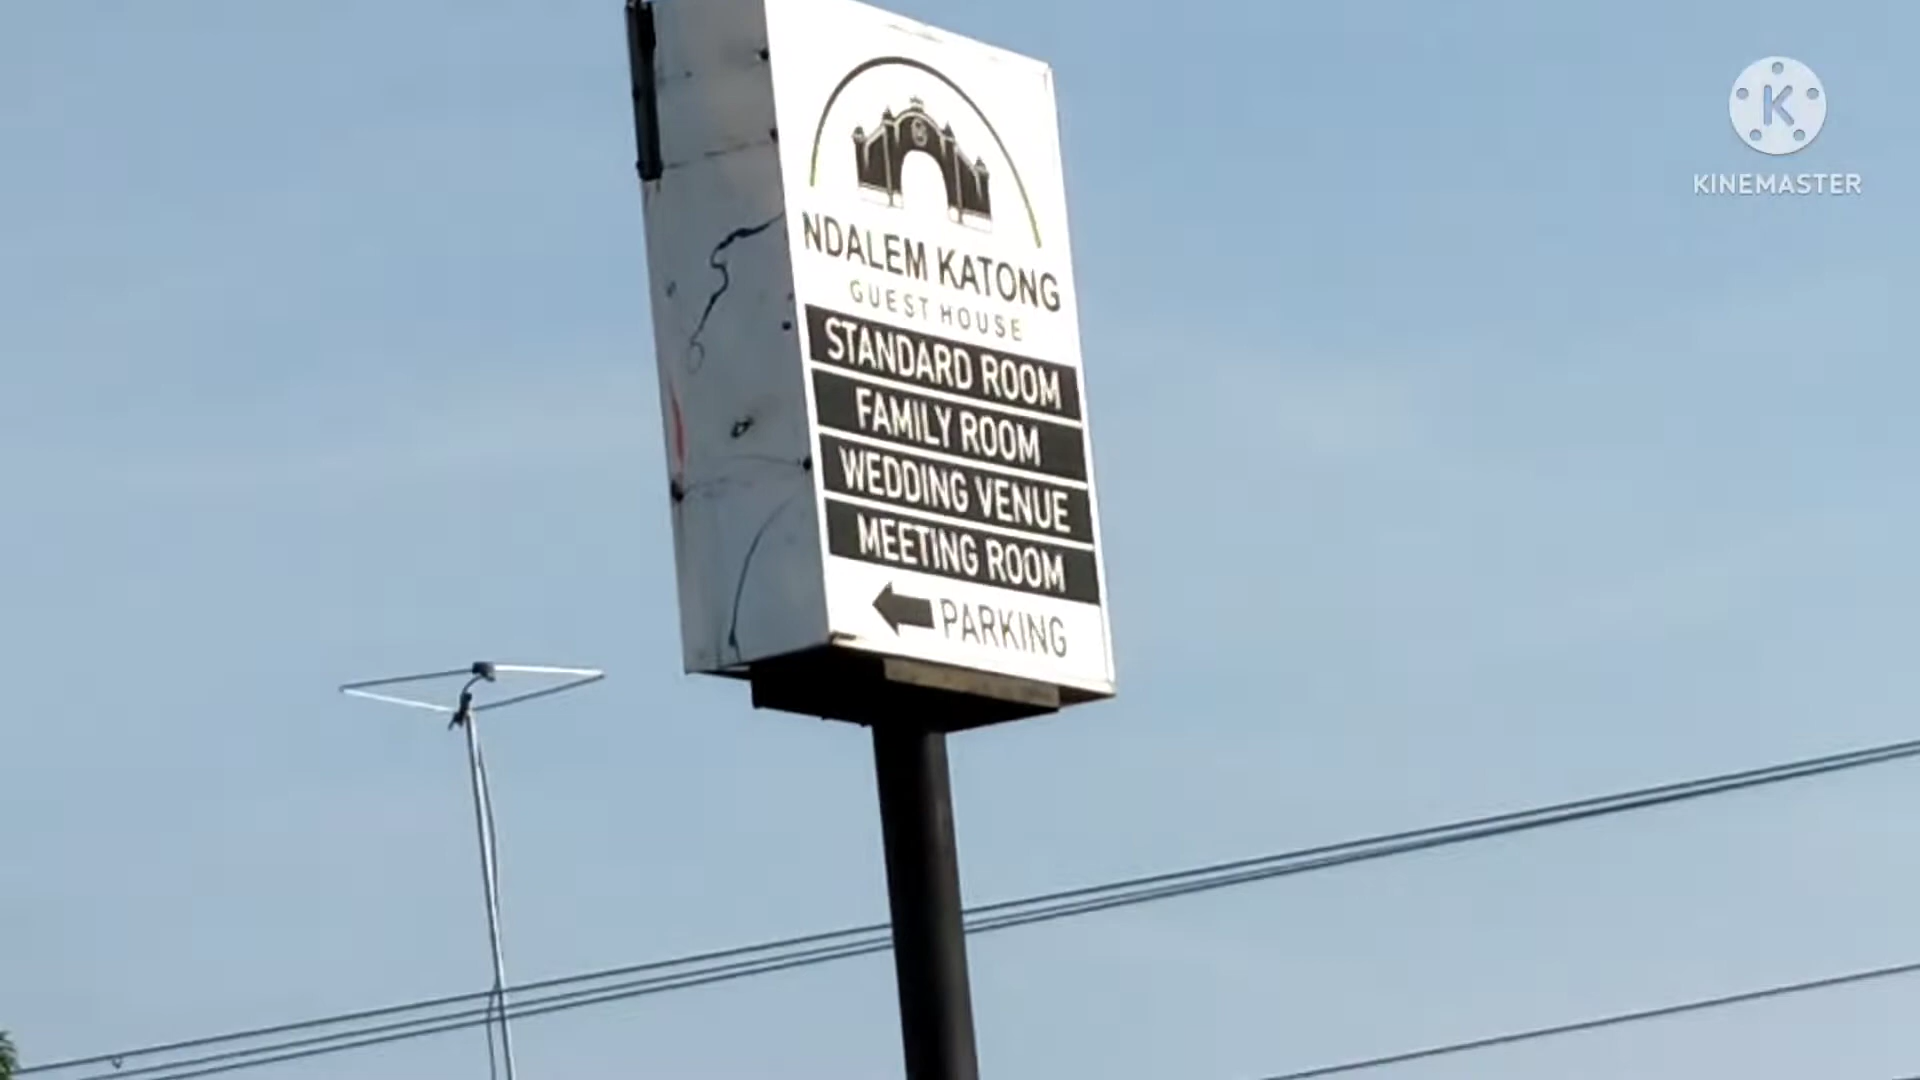 NDALEM KATONG
GUEST HOUSE
STANDARD ROOM
FAMILY ROOM
WEDDING VENUE
MEETING ROOM
PARKING
K
KINEMASTER